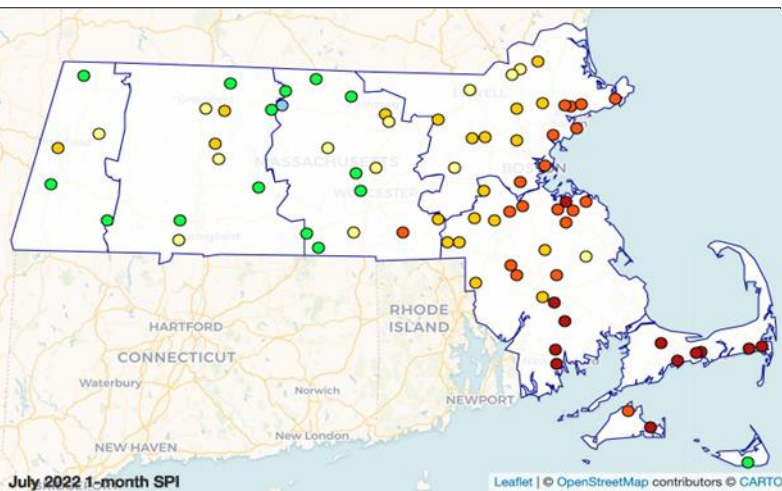 LOWELL
MASSACHUSETTS
BOSTON
WORCESTER
Springfield
RHODE
ISLAND
HARTFORD
CONNECTICUT
Waterbury
Norwich
NEWPORT
New London
NEW HAVEN
July 2022 1-month SPI
Leaflet | © OpenStreetMap contributors © CARTO